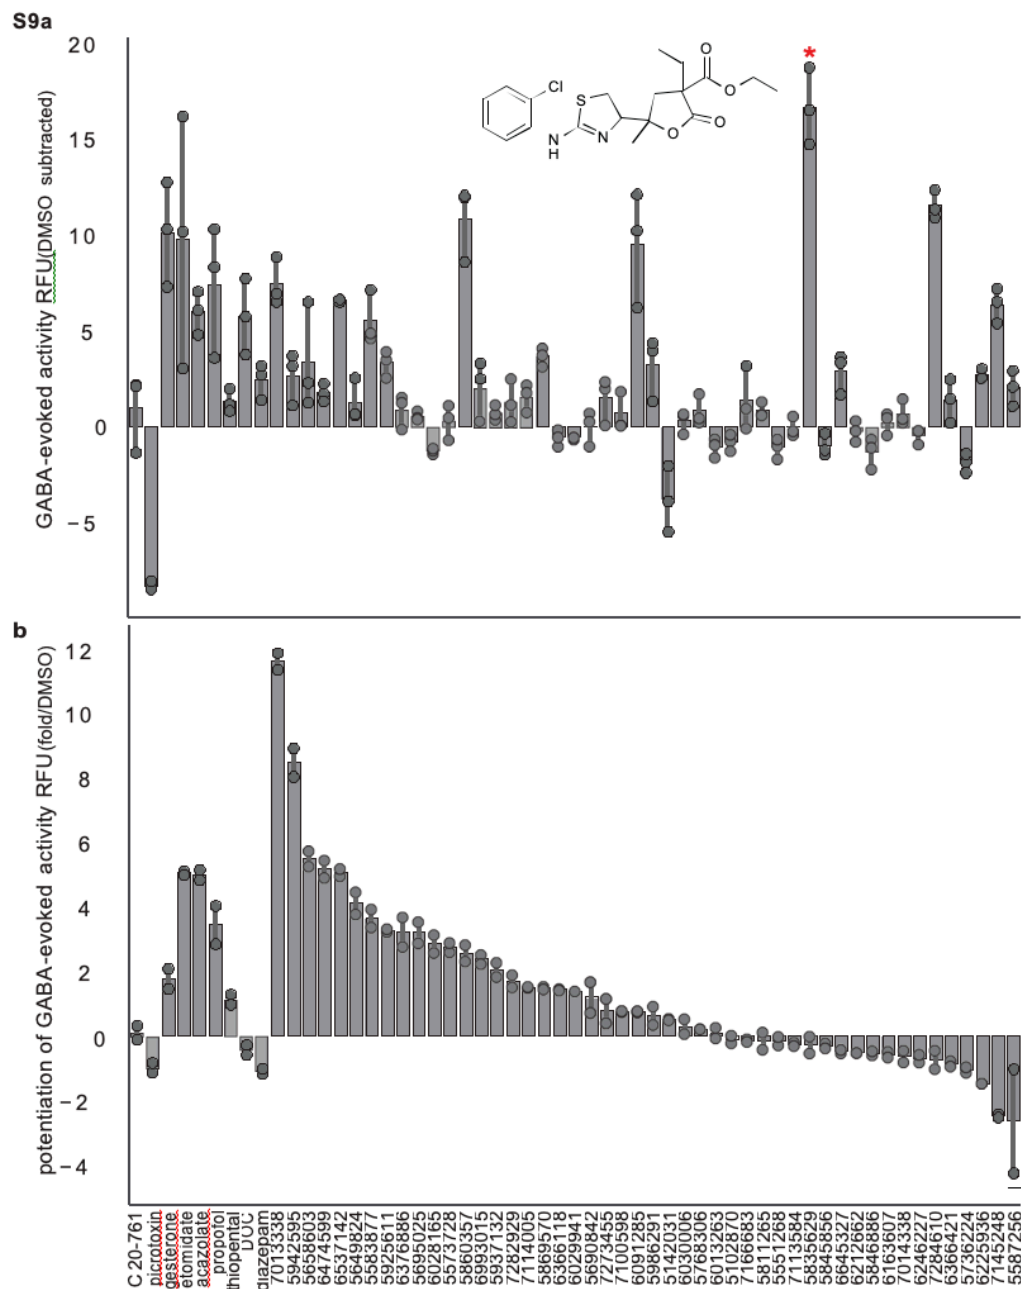 S9a
GABA-evoked activity RFU(DMSO subtracted)
20
15
10
5
0
−5
Cl
S
N
H
N
O
O
O
O
*
b
potentiation of GABA-evoked activity RFU (fold/DMSO)
12
10
8
6
4
2
0
−2
−4
C 20-761
picrotoxin
gesterone
etomidate
acazolate
propofol
thiopental
DOC
diazepam
7013338
5942595
5658603
6474599
6537142
5649824
5583877
5925611
6376886
5695025
6028165
5573728
5860357
6993015
5937132
7282929
7114005
5869570
6366118
6029941
5690842
7273455
7100598
6091285
5986291
5142031
6030006
5768306
6013263
5102870
7166683
5811265
5551268
7113584
5835629
5845856
6645327
6212662
5846886
6163607
7014338
6246227
7284610
6366421
5736224
6225936
7145248
5587256